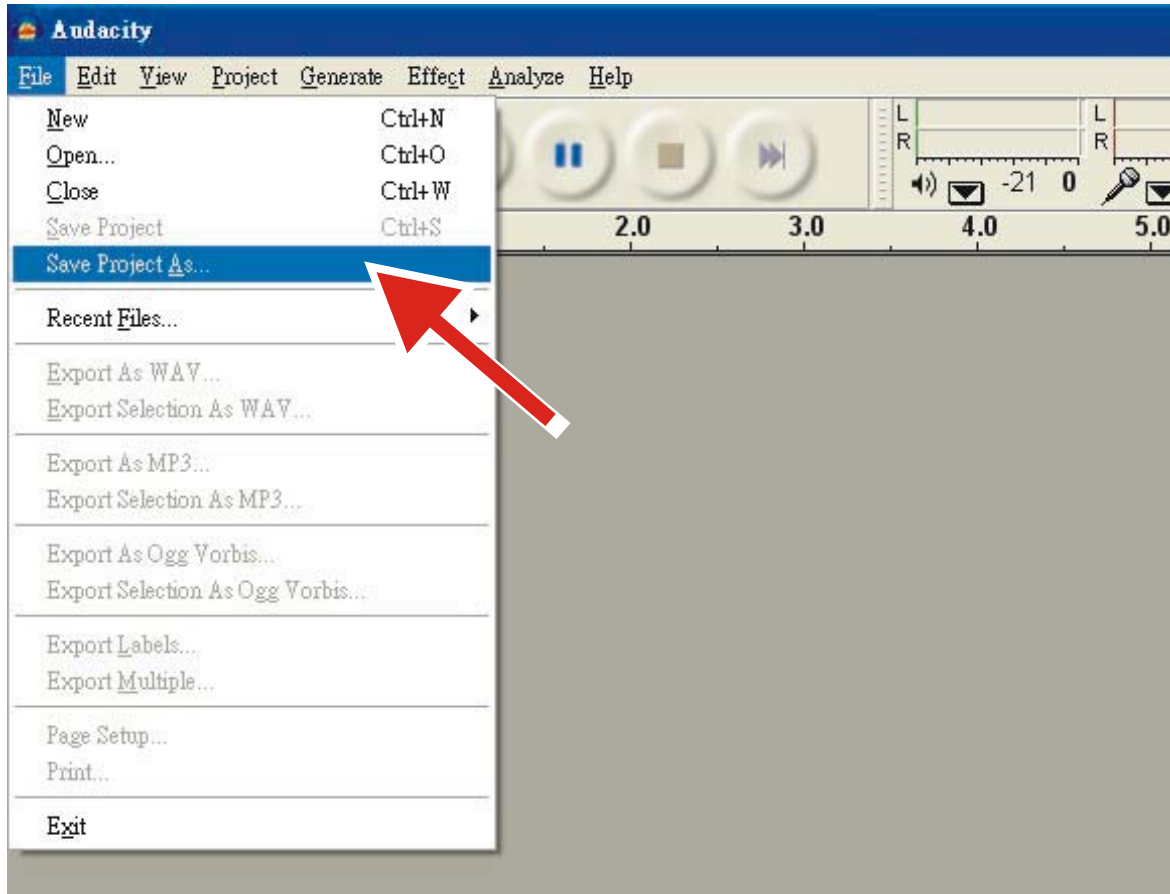 Audacity
File Edit View Project Generate Effect Analyze Help
New Ctrl+N
Open... Ctrl+O
Close Ctrl+W
Save Project Ctrl+S
Save Project As...
Recent Files...
Export As WAV...
Export Selection As WAV...
Export As MP3...
Export Selection As MP3...
Export As Ogg Vorbis...
Export Selection As Ogg Vorbis...
Export Labels...
Export Multiple...
Page Setup...
Print...
Exit
L L
R R
-21 0
2.0 3.0 4.0 5.0